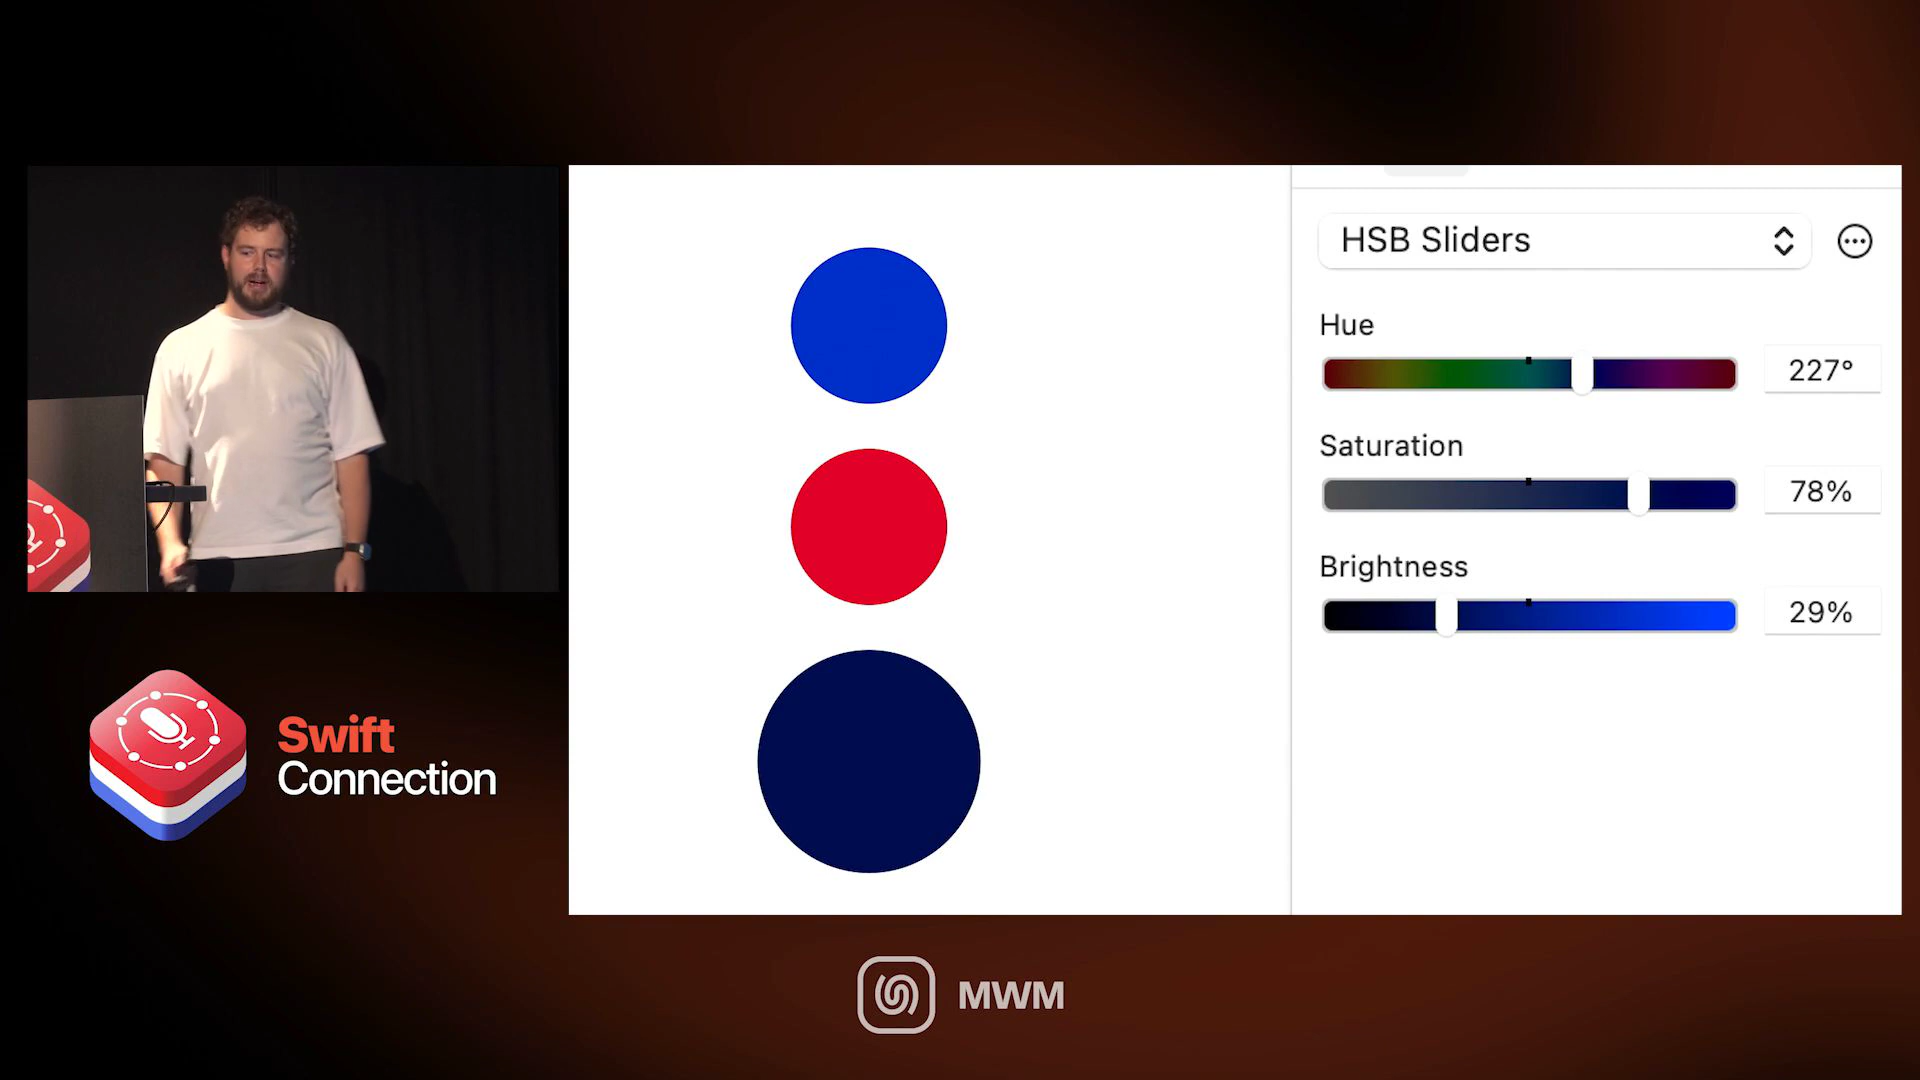 HSB Sliders
Hue
227°
Saturation
78%
Brightness
29%
Swift
Connection
MWM